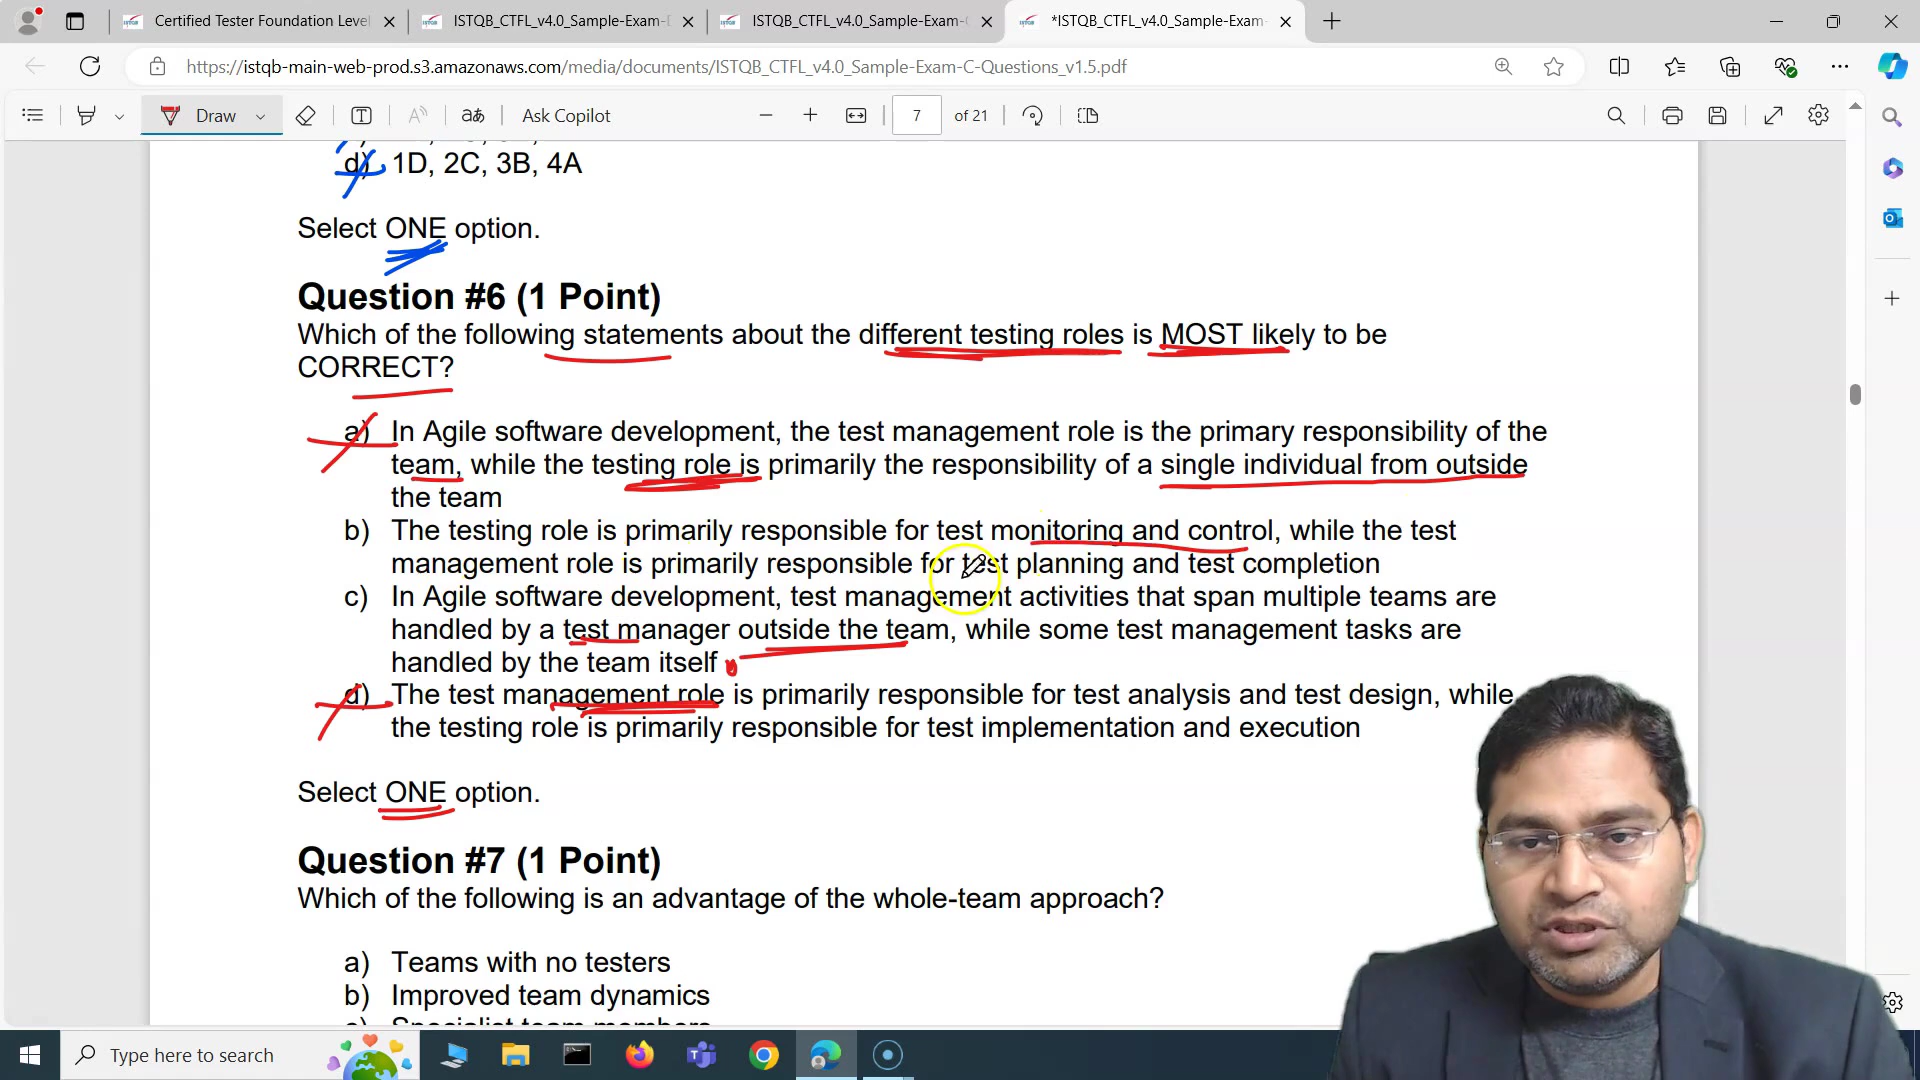 Certified Tester Foundation Level
ISTQB_CTFL_v4.0_Sample-Exam-
ISTQB_CTFL_v4.0_Sample-Exam-
*ISTQB_CTFL_v4.0_Sample-Exam-
https://istqb-main-web-prod.s3.amazonaws.com/media/documents/ISTQB_CTFL_v4.0_Sample-Exam-C-Questions_v1.5.pdf
Draw
aあ
Ask Copilot
7 of 21
d) 1D, 2C, 3B, 4A
Select ONE option.
Question #6 (1 Point)
Which of the following statements about the different testing roles is MOST likely to be
CORRECT?
a) In Agile software development, the test management role is the primary responsibility of the
team, while the testing role is primarily the responsibility of a single individual from outside
the team
b) The testing role is primarily responsible for test monitoring and control, while the test
management role is primarily responsible for test planning and test completion
c) In Agile software development, test management activities that span multiple teams are
handled by a test manager outside the team, while some test management tasks are
handled by the team itself
d) The test management role is primarily responsible for test analysis and test design, while
the testing role is primarily responsible for test implementation and execution
Select ONE option.
Question #7 (1 Point)
Which of the following is an advantage of the whole-team approach?
a) Teams with no testers
b) Improved team dynamics
Type here to search